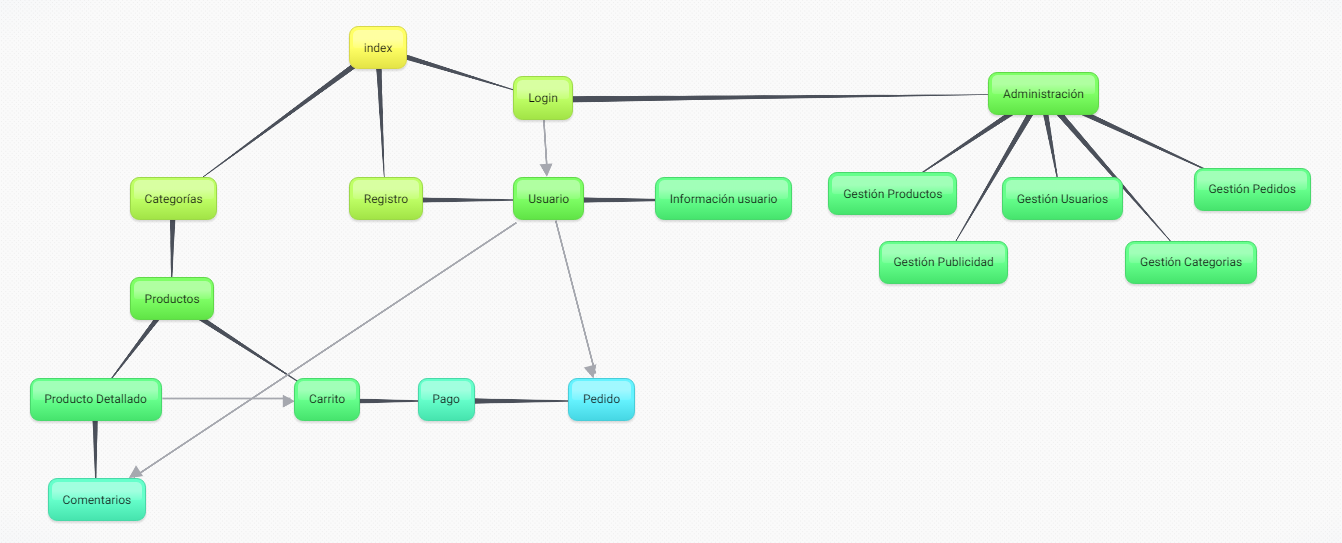 index
Login
Administración
Categorías
Registro
Usuario
Información usuario
Gestión Productos
Gestión Usuarios
Gestión Pedidos
Gestión Publicidad
Gestión Categorias
Productos
Producto Detallado
Carrito
Pago
Pedido
Comentarios